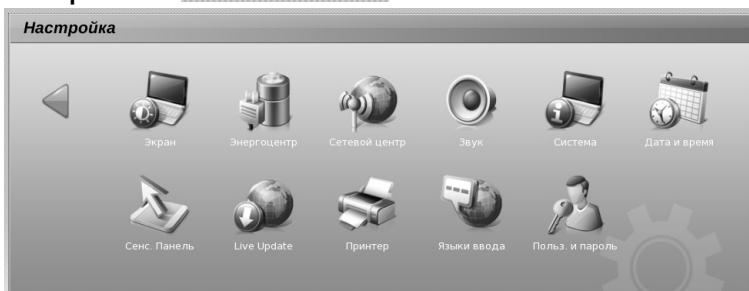 Настройка
Экран Энергоцентр Сетевой центр Звук Система Дата и время
Сенс. Панель Live Update Принтер Языки ввода Польз. и пароль